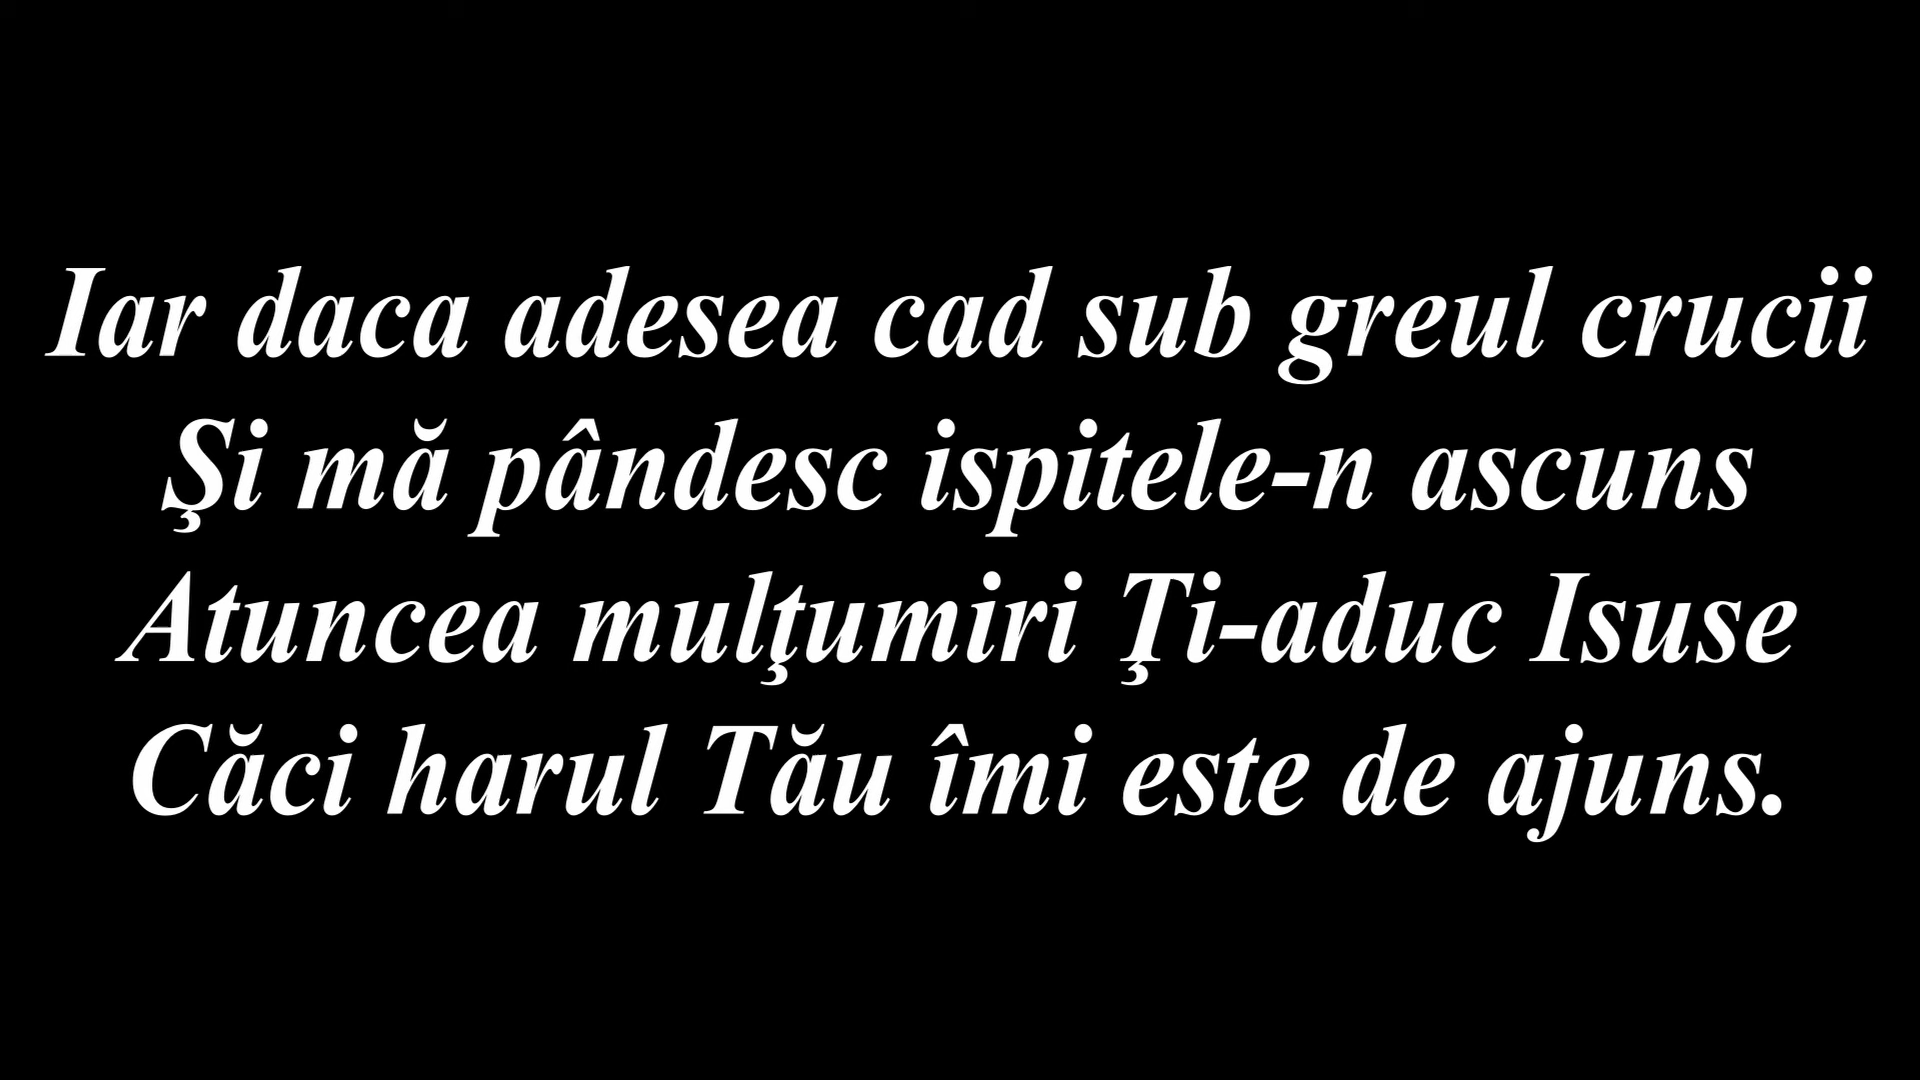 Iar daca adesea cad sub greul crucii
Şi mă pândesc ispitele-n ascuns
Atuncea mulţumiri Ţi-aduc Isuse
Căci harul Tău îmi este de ajuns.